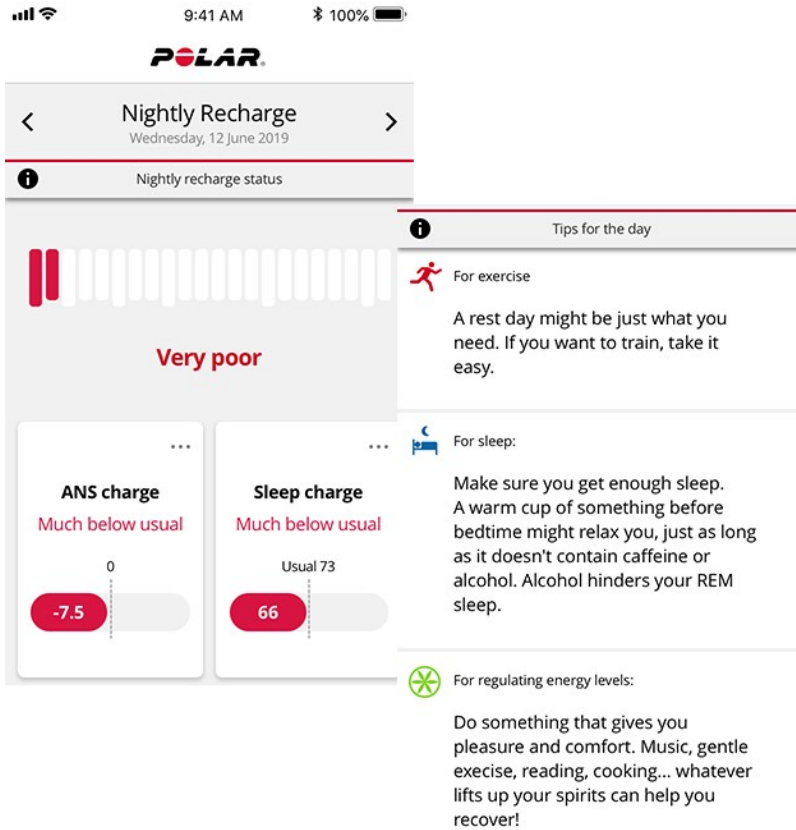 9:41 AM
100%
POLAR.
Nightly Recharge
Wednesday, 12 June 2019
Nightly recharge status
Very poor
ANS charge
Much below usual
0
-7.5
Sleep charge
Much below usual
Usual 73
66
Tips for the day
For exercise
A rest day might be just what you
need. If you want to train, take it
easy.
For sleep:
Make sure you get enough sleep.
A warm cup of something before
bedtime might relax you, just as long
as it doesn't contain caffeine or
alcohol. Alcohol hinders your REM
sleep.
For regulating energy levels:
Do something that gives you
pleasure and comfort. Music, gentle
execise, reading, cooking... whatever
lifts up your spirits can help you
recover!